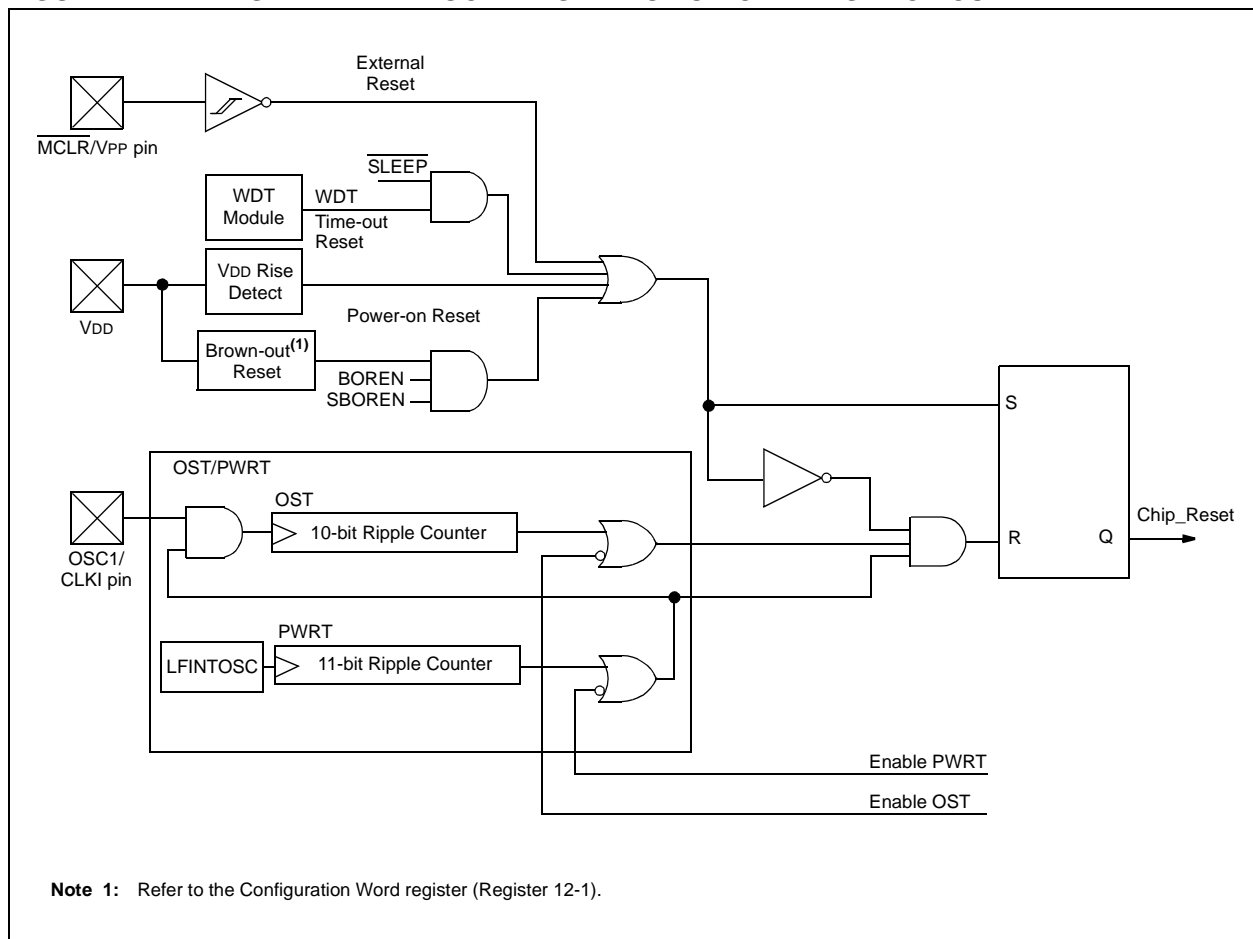 External
Reset
MCLR/VPP pin
SLEEP
WDT
Module
WDT
Time-out
Reset
VDD Rise
Detect
VDD
Power-on Reset
Brown-out(1)
Reset
BOREN
SBOREN
S
OST/PWRT
OST
10-bit Ripple Counter
OSC1/
CLKI pin
Chip_Reset
R
Q
PWRT
LFINTOSC
11-bit Ripple Counter
Enable PWRT
Enable OST
Note 1: Refer to the Configuration Word register (Register 12-1).